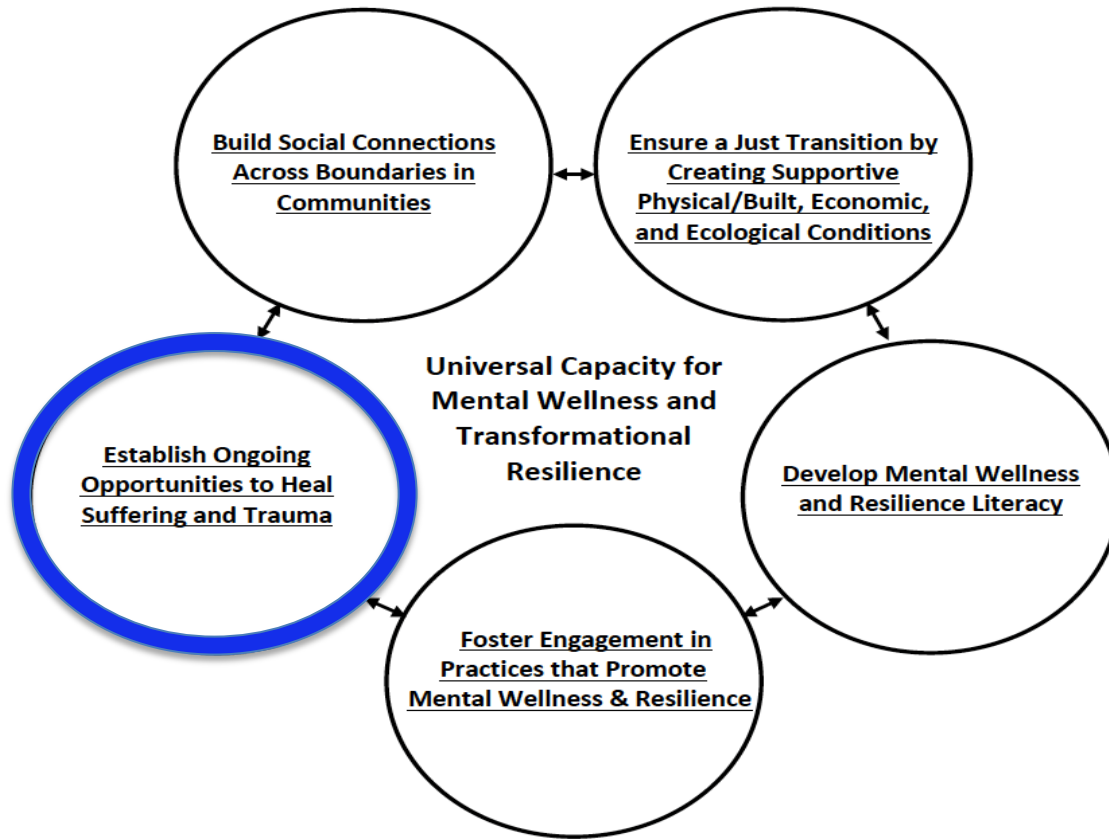 Build Social Connections
Across Boundaries in
Communities
Ensure a Just Transition by
Creating Supportive
Physical/Built, Economic,
and Ecological Conditions
Universal Capacity for
Mental Wellness and
Transformational
Resilience
Establish Ongoing
Opportunities to Heal
Suffering and Trauma
Develop Mental Wellness
and Resilience Literacy
Foster Engagement in
Practices that Promote
Mental Wellness & Resilience